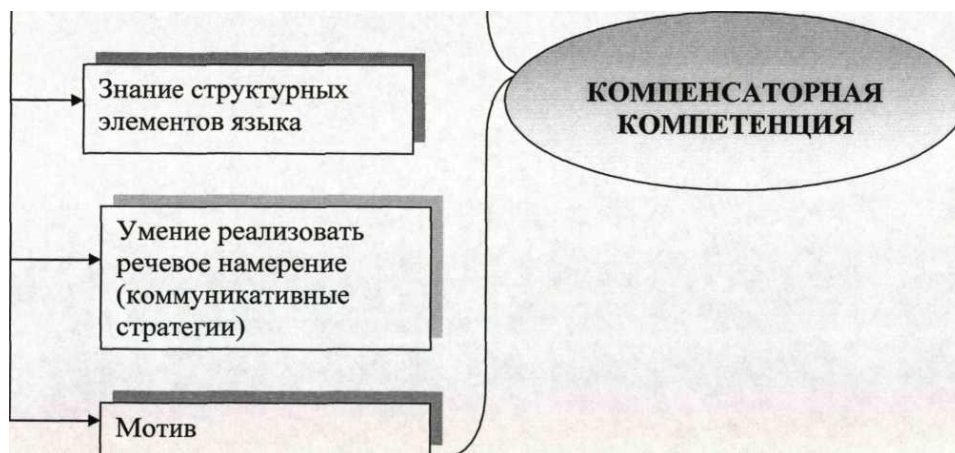 Знание структурных
элементов языка
КОМПЕНСАТОРНАЯ
КОМПЕТЕНЦИЯ
Умение реализовать
речевое намерение
(коммуникативные
стратегии)
Мотив